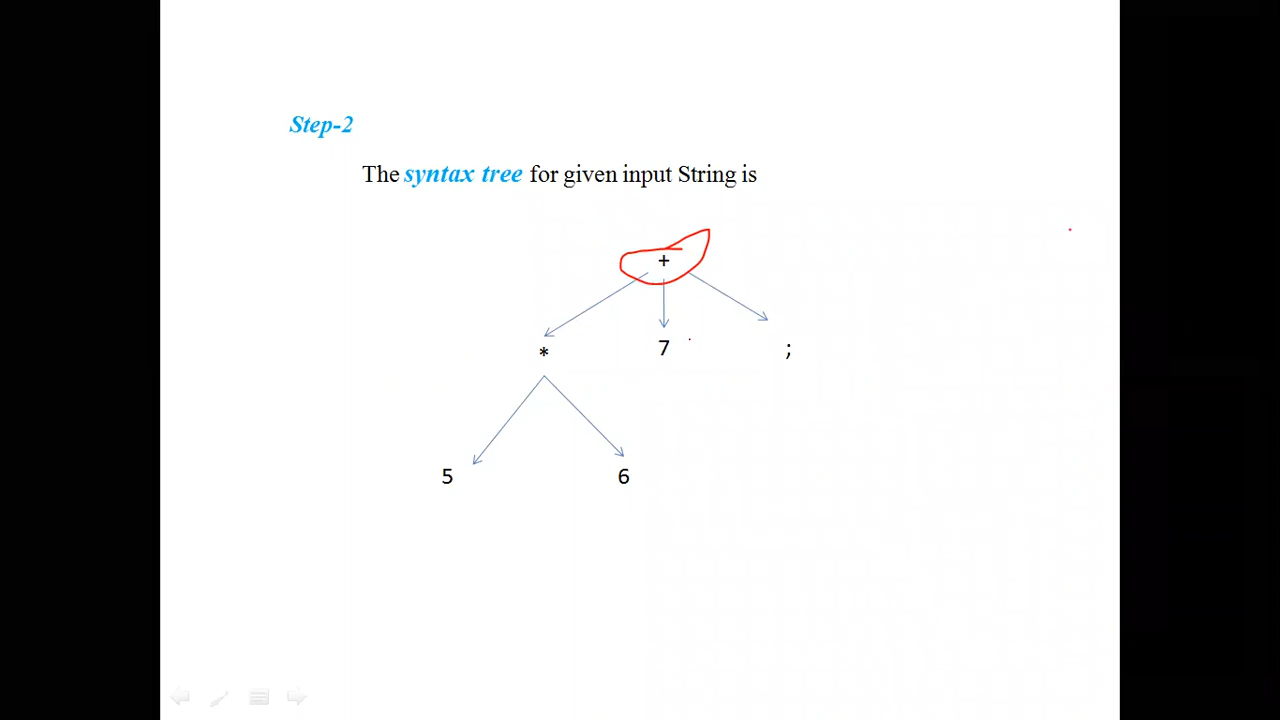 Step-2
The syntax tree for given input String is
+
* 7 ;
5 6